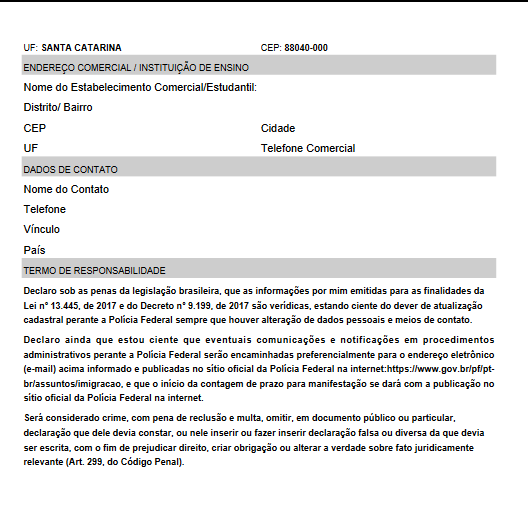 UF: SANTA CATARINA CEP: 88040-000
ENDEREÇO COMERCIAL / INSTITUIÇÃO DE ENSINO
Nome do Estabelecimento Comercial/Estudantil:
Distrito/ Bairro
CEP Cidade
UF Telefone Comercial
DADOS DE CONTATO
Nome do Contato
Telefone
Vínculo
País
TERMO DE RESPONSABILIDADE
Declaro sob as penas da legislação brasileira, que as informações por mim emitidas para as finalidades da
Lei n° 13.445, de 2017 e do Decreto n° 9.199, de 2017 são verídicas, estando ciente do dever de atualização
cadastral perante a Polícia Federal sempre que houver alteração de dados pessoais e meios de contato.
Declaro ainda que estou ciente que eventuais comunicações e notificações em procedimentos
administrativos perante a Polícia Federal serão encaminhadas preferencialmente para o endereço eletrônico
(e-mail) acima informado e publicadas no sítio oficial da Polícia Federal na internet:https://www.gov.br/pf/pt-
br/assuntos/imigracao, e que o início da contagem de prazo para manifestação se dará com a publicação no
sítio oficial da Polícia Federal na internet.
Será considerado crime, com pena de reclusão e multa, omitir, em documento público ou particular,
declaração que dele devia constar, ou nele inserir ou fazer inserir declaração falsa ou diversa da que devia
ser escrita, com o fim de prejudicar direito, criar obrigação ou alterar a verdade sobre fato juridicamente
relevante (Art. 299, do Código Penal).